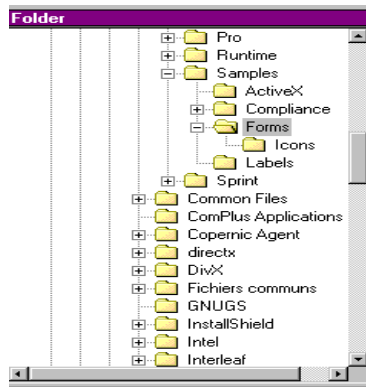 Folder
Pro
Runtime
Samples
ActiveX
Compliance
Forms
Icons
Labels
Sprint
Common Files
ComPlus Applications
Copernic Agent
directx
DivX
Fichiers communs
GNUGS
InstallShield
Intel
Interleaf